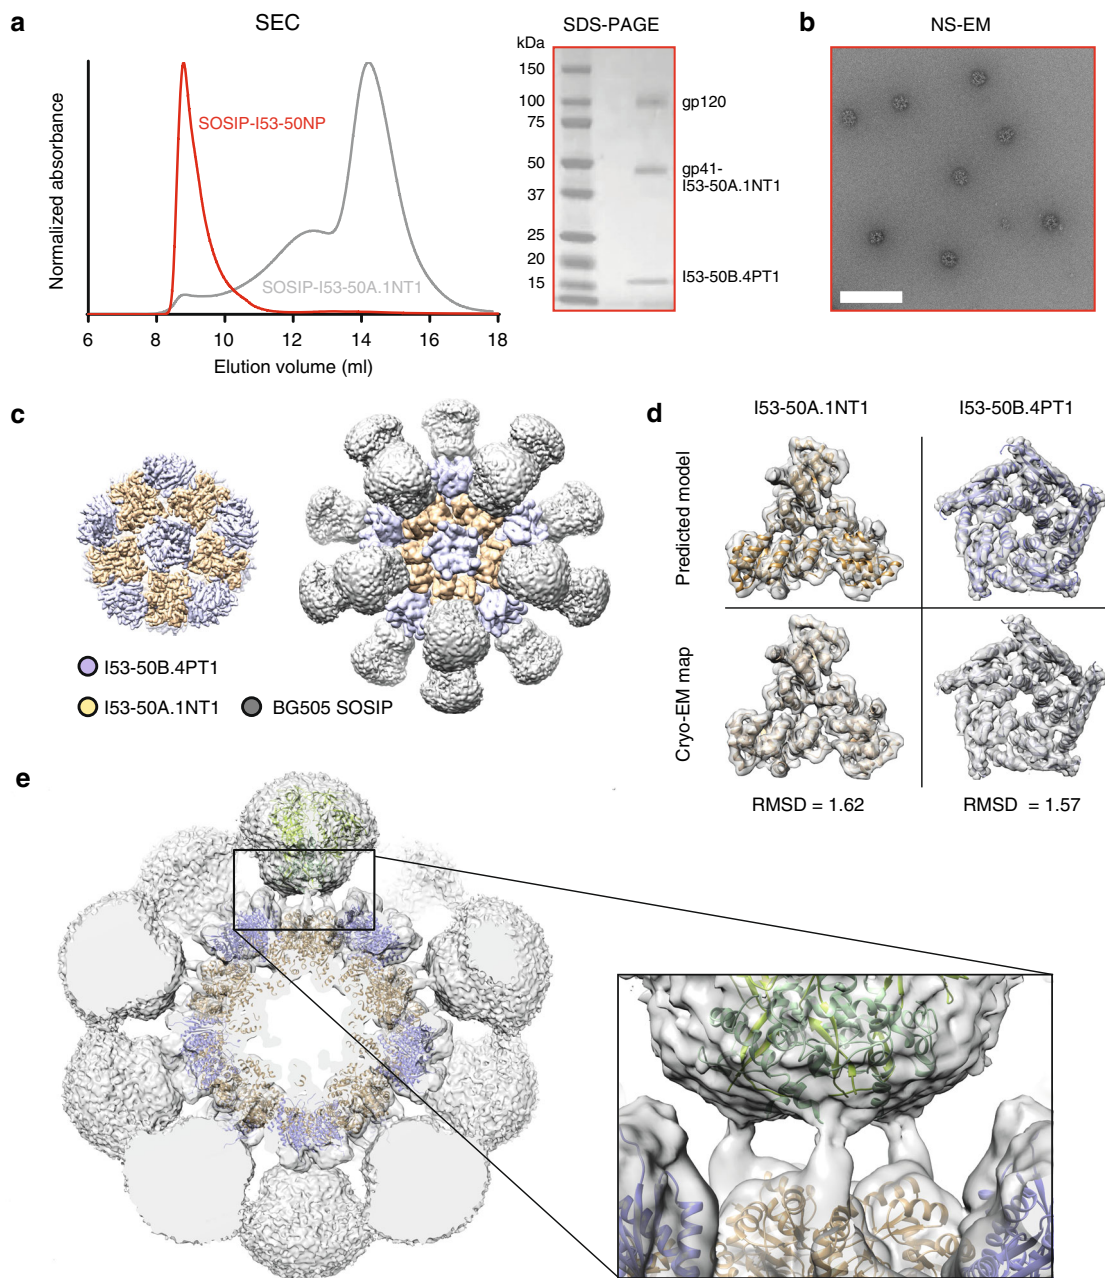 a
SEC
Normalized absorbance
SOSIP-I53-50NP
SOSIP-I53-50A.1NT1
6 8 10 12 14 16 18
Elution volume (ml)
SDS-PAGE
kDa
150
100
75
50
37
25
20
15
gp120
gp41-
I53-50A.1NT1
I53-50B.4PT1
b
NS-EM
c
I53-50B.4PT1
I53-50A.1NT1
BG505 SOSIP
d
I53-50A.1NT1
I53-50B.4PT1
Predicted model
Cryo-EM map
RMSD = 1.62
RMSD = 1.57
e